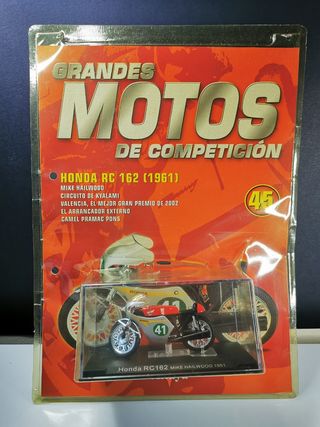 GRANDES
MOTOS
DE COMPETICIÓN
HONDA RC 162 (1961)
MIKE HAILWOOD
CIRCUITO DE KYALAMI
VALENCIA, EL MEJOR GRAN PREMIO DE 2002
EL ARRANCADOR EXTERNO
CAMEL PRAMAC PONS
45
41
Honda RC162 MIKE HAILWOOD 1961